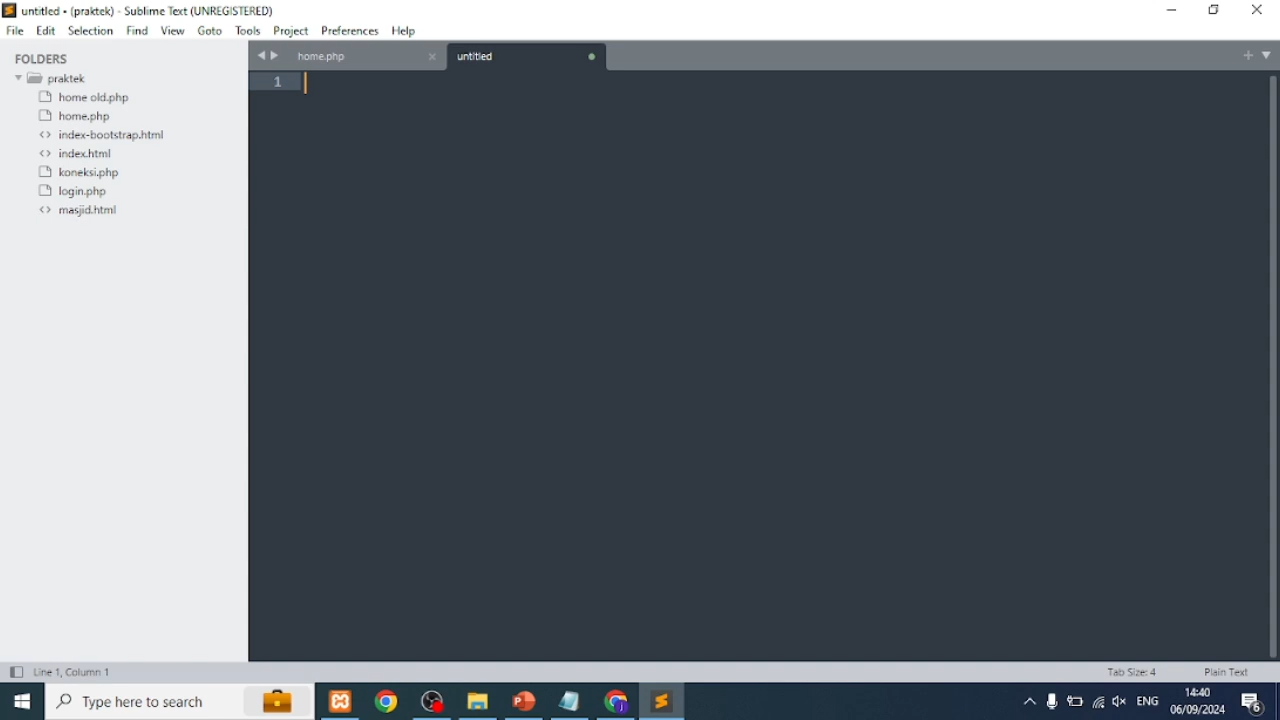 untitled • (praktek) - Sublime Text (UNREGISTERED)
File Edit Selection Find View Goto Tools Project Preferences Help
FOLDERS
praktek
home old.php
home.php
index-bootstrap.html
index.html
koneksi.php
login.php
masjid.html
home.php
untitled
1
Line 1, Column 1
Tab Size: 4
Plain Text
Type here to search
ENG
14:40
06/09/2024
6